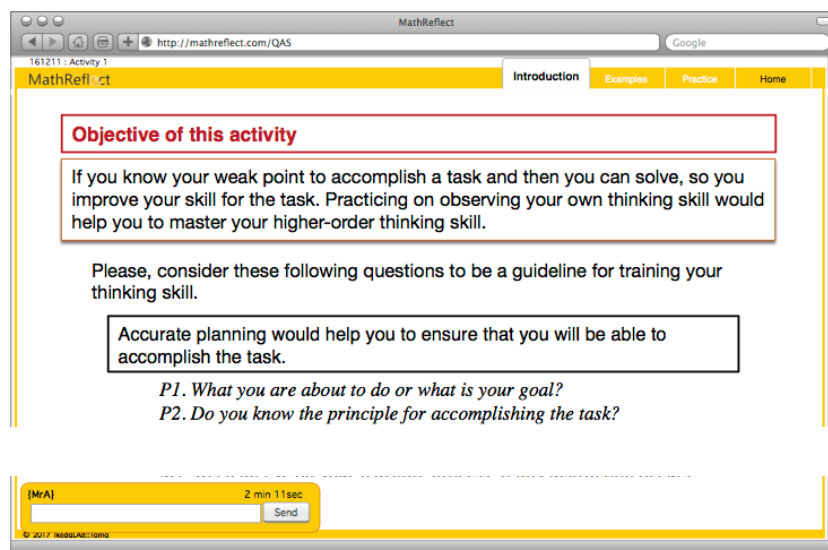 MathReflect
http://mathreflect.com/QAS
Google
161211 : Activity 1
MathReflect
Introduction
Examples
Practice
Home
Objective of this activity
If you know your weak point to accomplish a task and then you can solve, so you
improve your skill for the task. Practicing on observing your own thinking skill would
help you to master your higher-order thinking skill.
Please, consider these following questions to be a guideline for training your
thinking skill.
Accurate planning would help you to ensure that you will be able to
accomplish the task.
P1. What you are about to do or what is your goal?
P2. Do you know the principle for accomplishing the task?
{MrA}
2 min 11sec
Send
© 2017 IkedaLAB::Tama